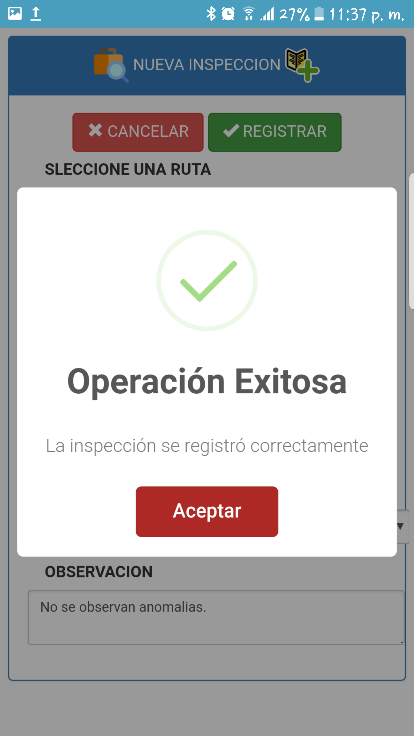 27% 11:37 p. m.
NUEVA INSPECCION
CANCELAR REGISTRAR
SLECCIONE UNA RUTA
Operación Exitosa
La inspección se registró correctamente
Aceptar
OBSERVACION
No se observan anomalias.